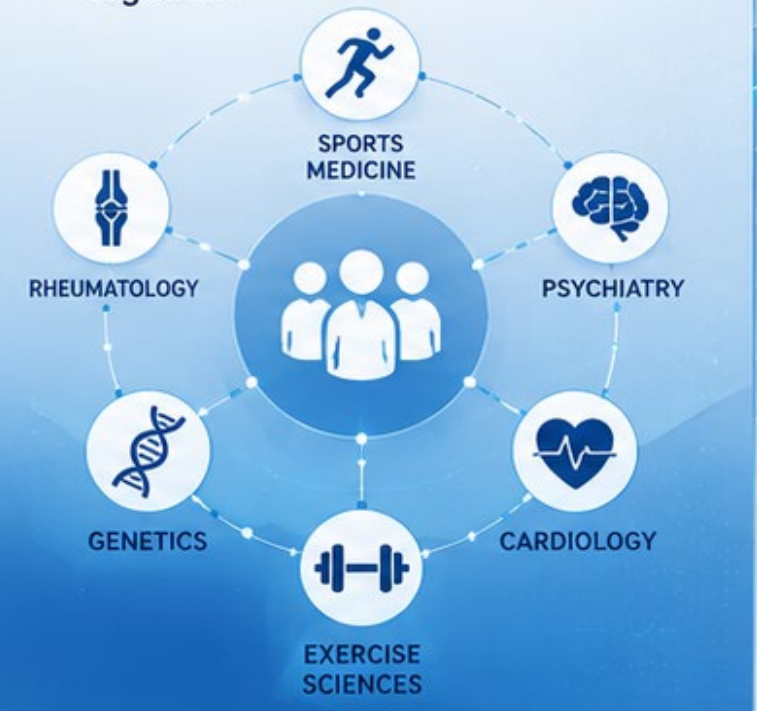 SPORTS
MEDICINE
RHEUMATOLOGY
PSYCHIATRY
GENETICS
CARDIOLOGY
EXERCISE
SCIENCES